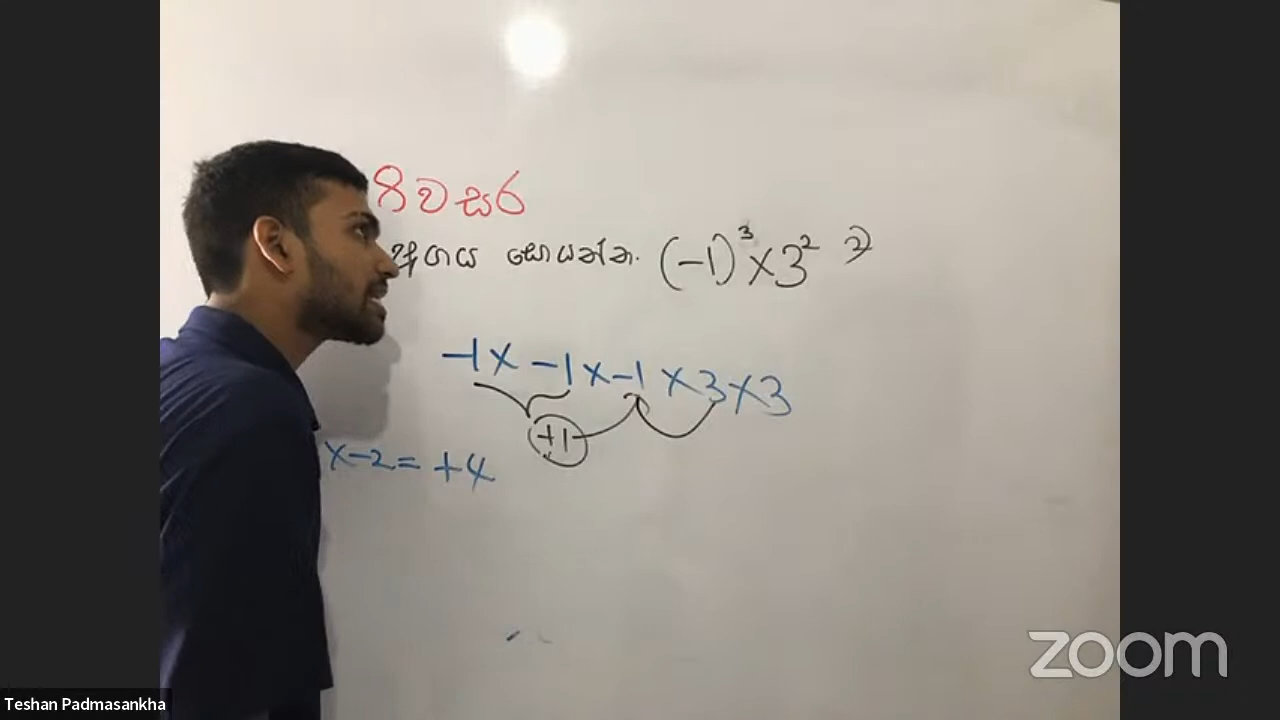 8 වසර
අගය සොයන්න. (-1)³ x 3² ආ
-1 x -1 x -1 x 3 x 3
+1
x -2 = +4
zoom
Teshan Padmasankha